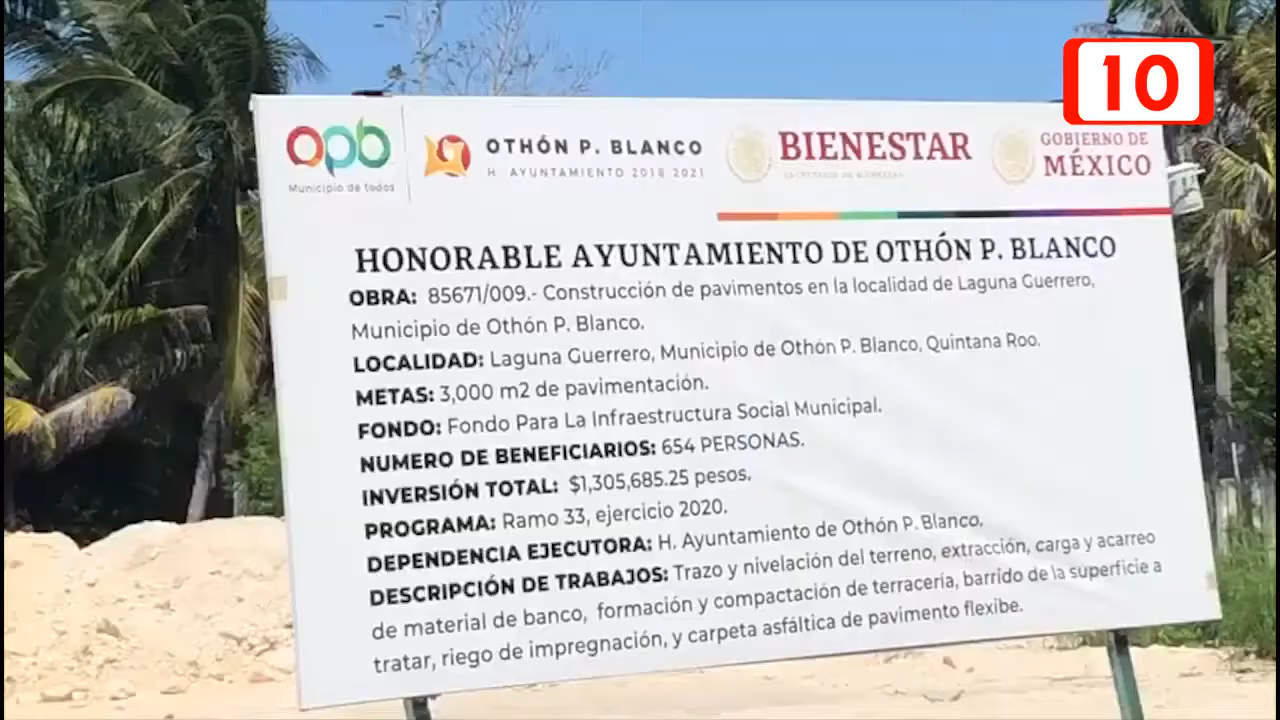 10
opb
Municipio de todos
OTHÓN P. BLANCO
H. AYUNTAMIENTO 2018 2021
BIENESTAR
SECRETARÍA DE BIENESTAR
GOBIERNO DE
MÉXICO
HONORABLE AYUNTAMIENTO DE OTHÓN P. BLANCO
OBRA: 85671/009.- Construcción de pavimentos en la localidad de Laguna Guerrero,
Municipio de Othón P. Blanco.
LOCALIDAD: Laguna Guerrero, Municipio de Othón P. Blanco, Quintana Roo.
METAS: 3,000 m2 de pavimentación.
FONDO: Fondo Para La Infraestructura Social Municipal.
NUMERO DE BENEFICIARIOS: 654 PERSONAS.
INVERSIÓN TOTAL: $1,305,685.25 pesos.
PROGRAMA: Ramo 33, ejercicio 2020.
DEPENDENCIA EJECUTORA: H. Ayuntamiento de Othón P. Blanco.
DESCRIPCIÓN DE TRABAJOS: Trazo y nivelación del terreno, extracción, carga y acarreo
de material de banco, formación y compactación de terracería, barrido de la superficie a
tratar, riego de impregnación, y carpeta asfáltica de pavimento flexibe.